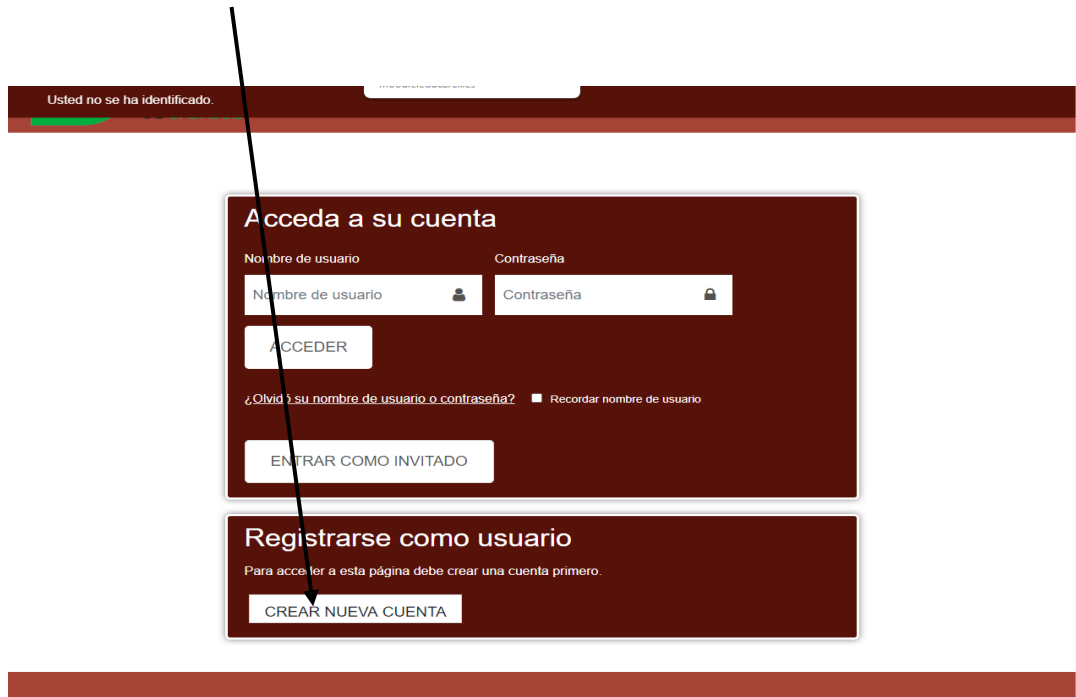 Usted no se ha identificado.
Acceda a su cuenta
Nombre de usuario
Contraseña
Nombre de usuario
Contraseña
ACCEDER
¿Olvidó su nombre de usuario o contraseña?
Recordar nombre de usuario
ENTRAR COMO INVITADO
Registrarse como usuario
Para acceder a esta página debe crear una cuenta primero.
CREAR NUEVA CUENTA